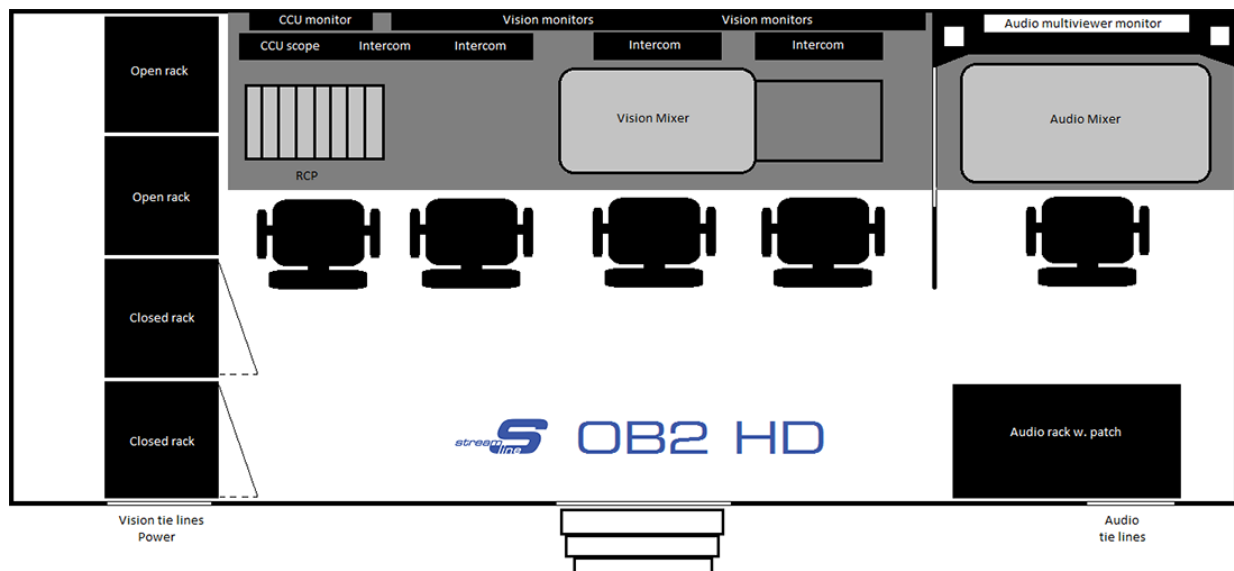 CCU monitor
Vision monitors
Vision monitors
Audio multiviewer monitor
CCU scope
Intercom
Intercom
Intercom
Intercom
Open rack
Vision Mixer
Audio Mixer
RCP
Open rack
Closed rack
Closed rack
stream
line
S
OB2 HD
Audio rack w. patch
Vision tie lines
Power
Audio
tie lines